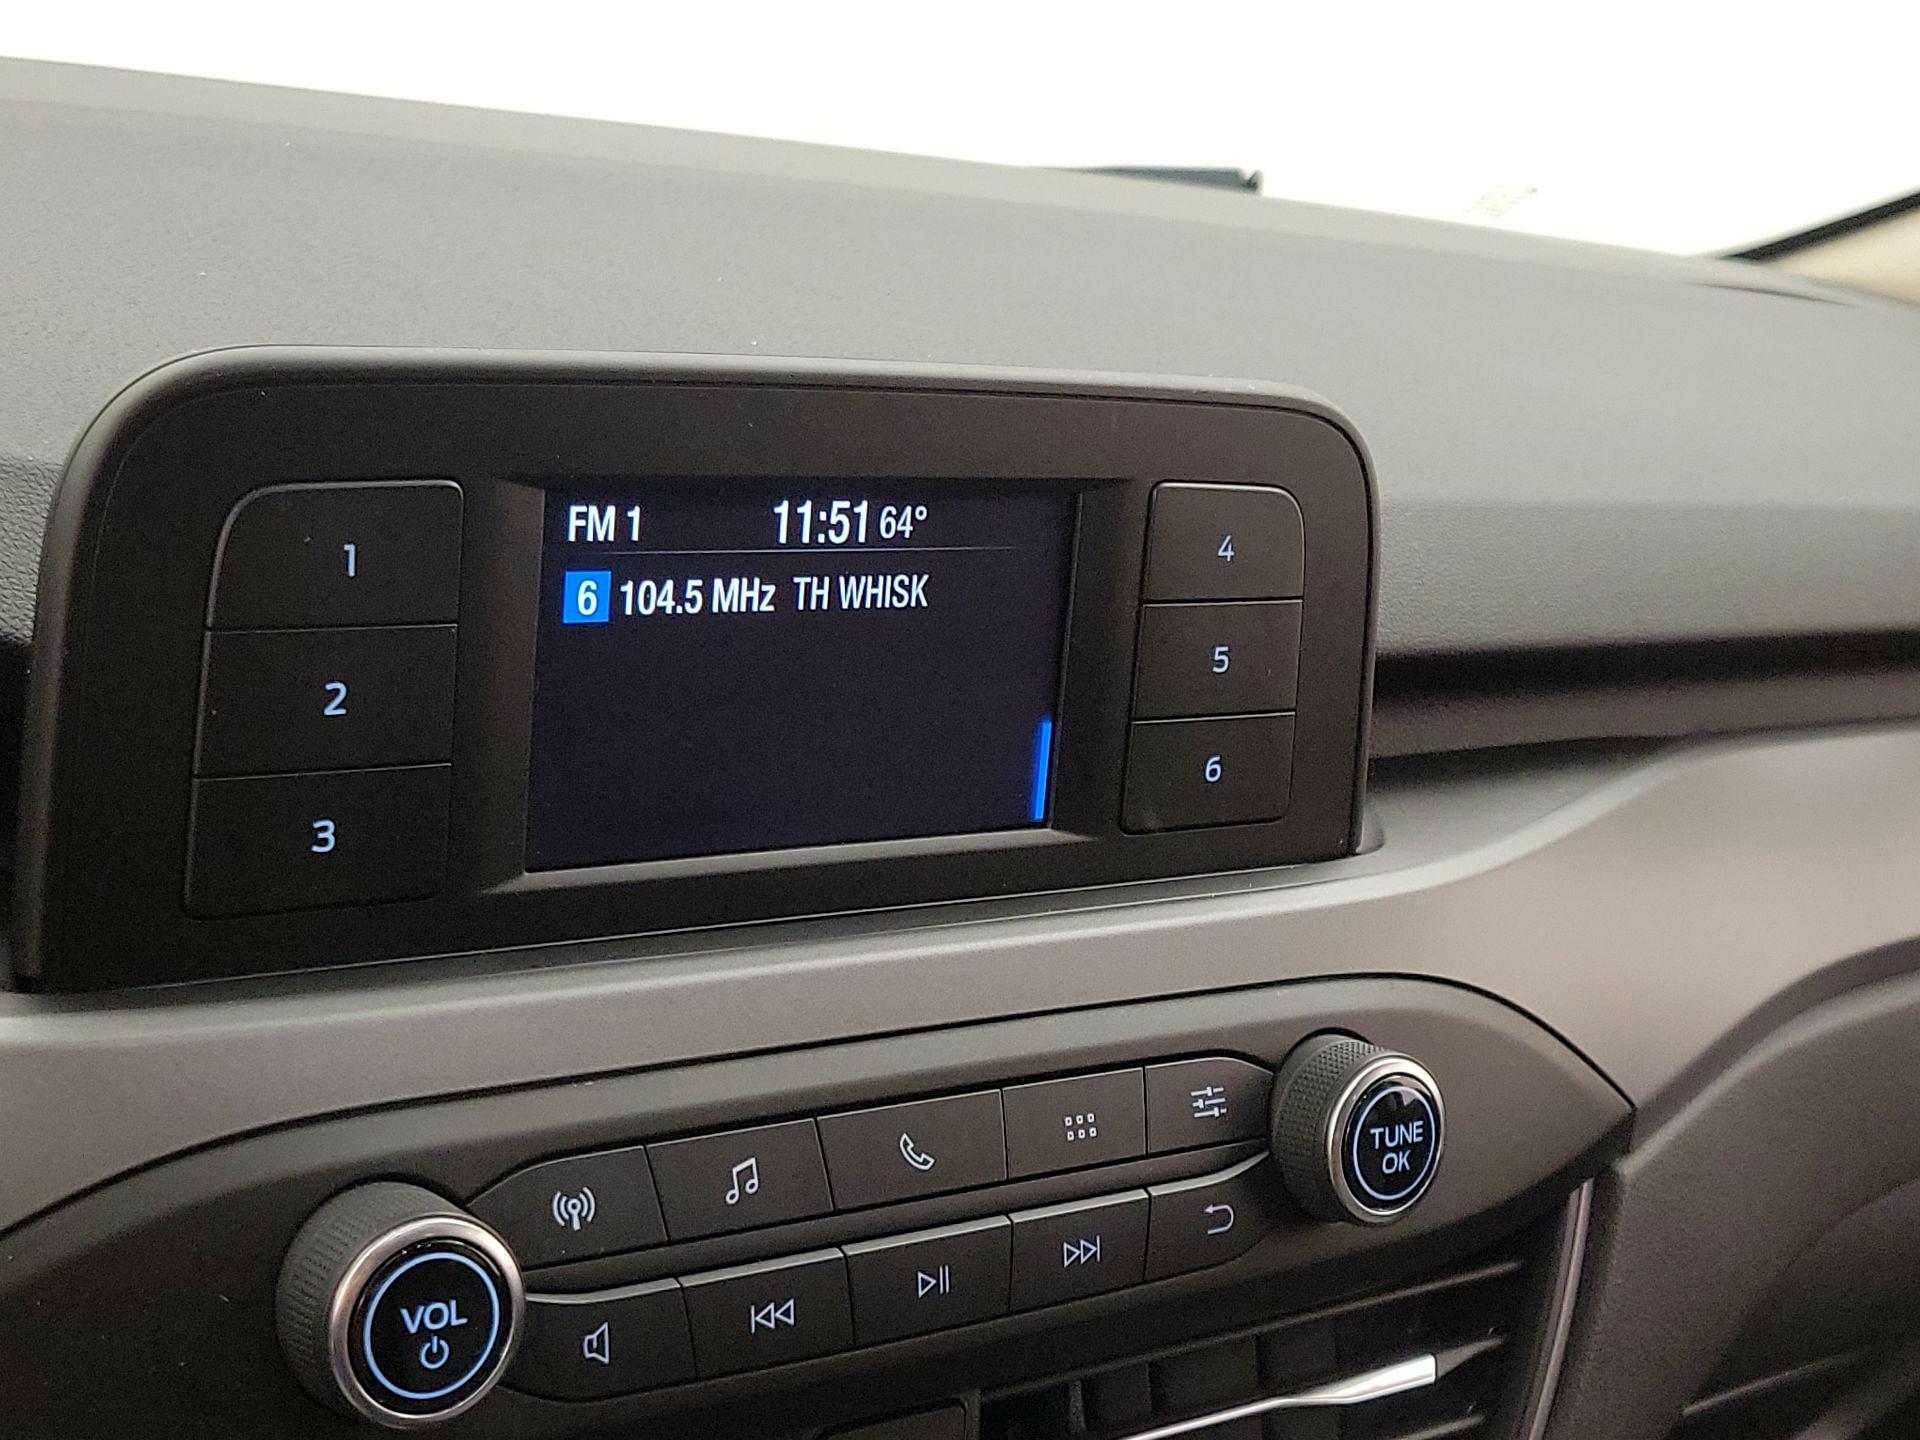 FM 1 11:51 64°
6 104.5 MHz TH WHISK
1
2
3
4
5
6
TUNE
OK
VOL